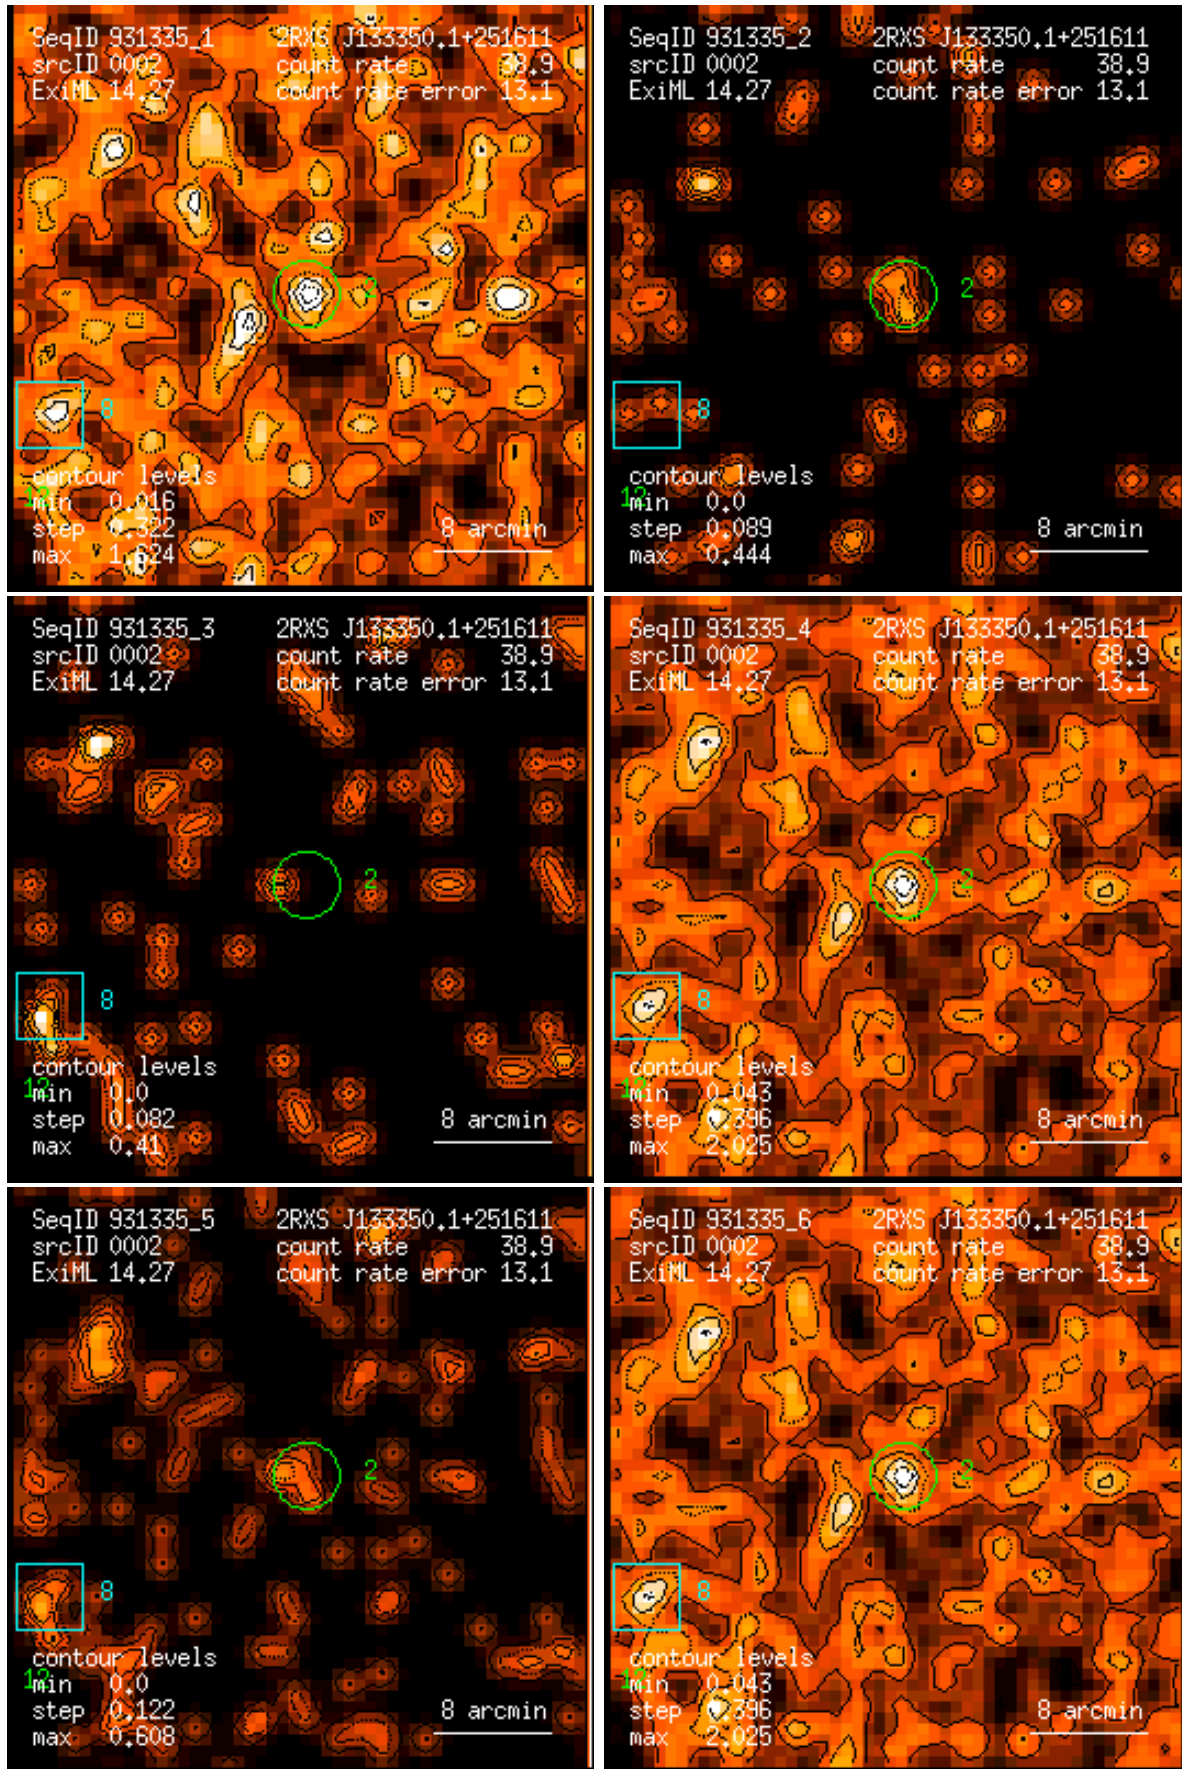 SeqID 931335_1 2RXS J133350.1+251611
srcID 0002 count rate 38.9
ExiML 14.27 count rate error 13.1
2
8
contour levels
12
min 0.016
step 0.322
8 arcmin
max 1.624
SeqID 931335_2 2RXS J133350.1+251611
srcID 0002 count rate 38.9
ExiML 14.27 count rate error 13.1
2
8
contour levels
12
min 0.0
step 0.089
8 arcmin
max 0.444
SeqID 931335_3 2RXS J133350.1+251611
srcID 0002 count rate 38.9
ExiML 14.27 count rate error 13.1
2
8
contour levels
12
min 0.0
step 0.082
8 arcmin
max 0.41
SeqID 931335_4 2RXS J133350.1+251611
srcID 0002 count rate 38.9
ExiML 14.27 count rate error 13.1
2
8
contour levels
12
min 0.043
step 0.396
8 arcmin
max 2.025
SeqID 931335_5 2RXS J133350.1+251611
srcID 0002 count rate 38.9
ExiML 14.27 count rate error 13.1
2
8
contour levels
12
min 0.0
step 0.122
8 arcmin
max 0.608
SeqID 931335_6 2RXS J133350.1+251611
srcID 0002 count rate 38.9
ExiML 14.27 count rate error 13.1
2
8
contour levels
12
min 0.043
step 0.396
8 arcmin
max 2.025